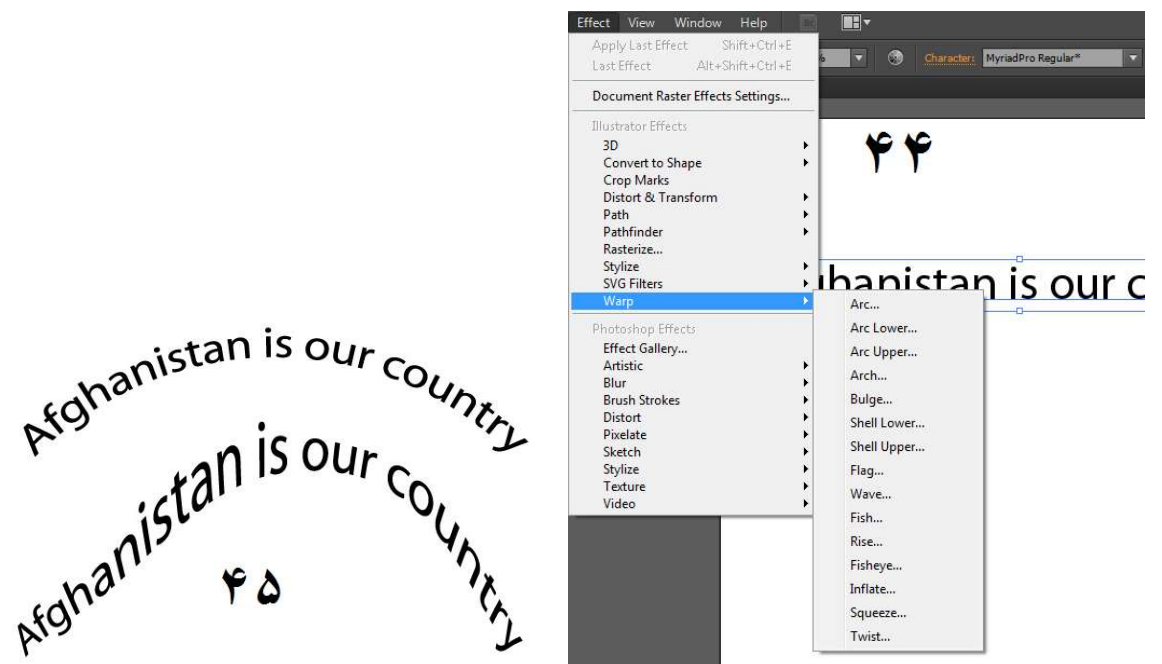 Afghanistan is our country
Afghanistan is our country
۴۵
Effect View Window Help Br
Apply Last Effect Shift+Ctrl+E
Last Effect Alt+Shift+Ctrl+E
Document Raster Effects Settings...
Illustrator Effects
3D
Convert to Shape
Crop Marks
Distort & Transform
Path
Pathfinder
Rasterize...
Stylize
SVG Filters
Warp
Photoshop Effects
Effect Gallery...
Artistic
Blur
Brush Strokes
Distort
Pixelate
Sketch
Stylize
Texture
Video
Character: MyriadPro Regular*
۴۴
hanistan is our c
Arc...
Arc Lower...
Arc Upper...
Arch...
Bulge...
Shell Lower...
Shell Upper...
Flag...
Wave...
Fish...
Rise...
Fisheye...
Inflate...
Squeeze...
Twist...